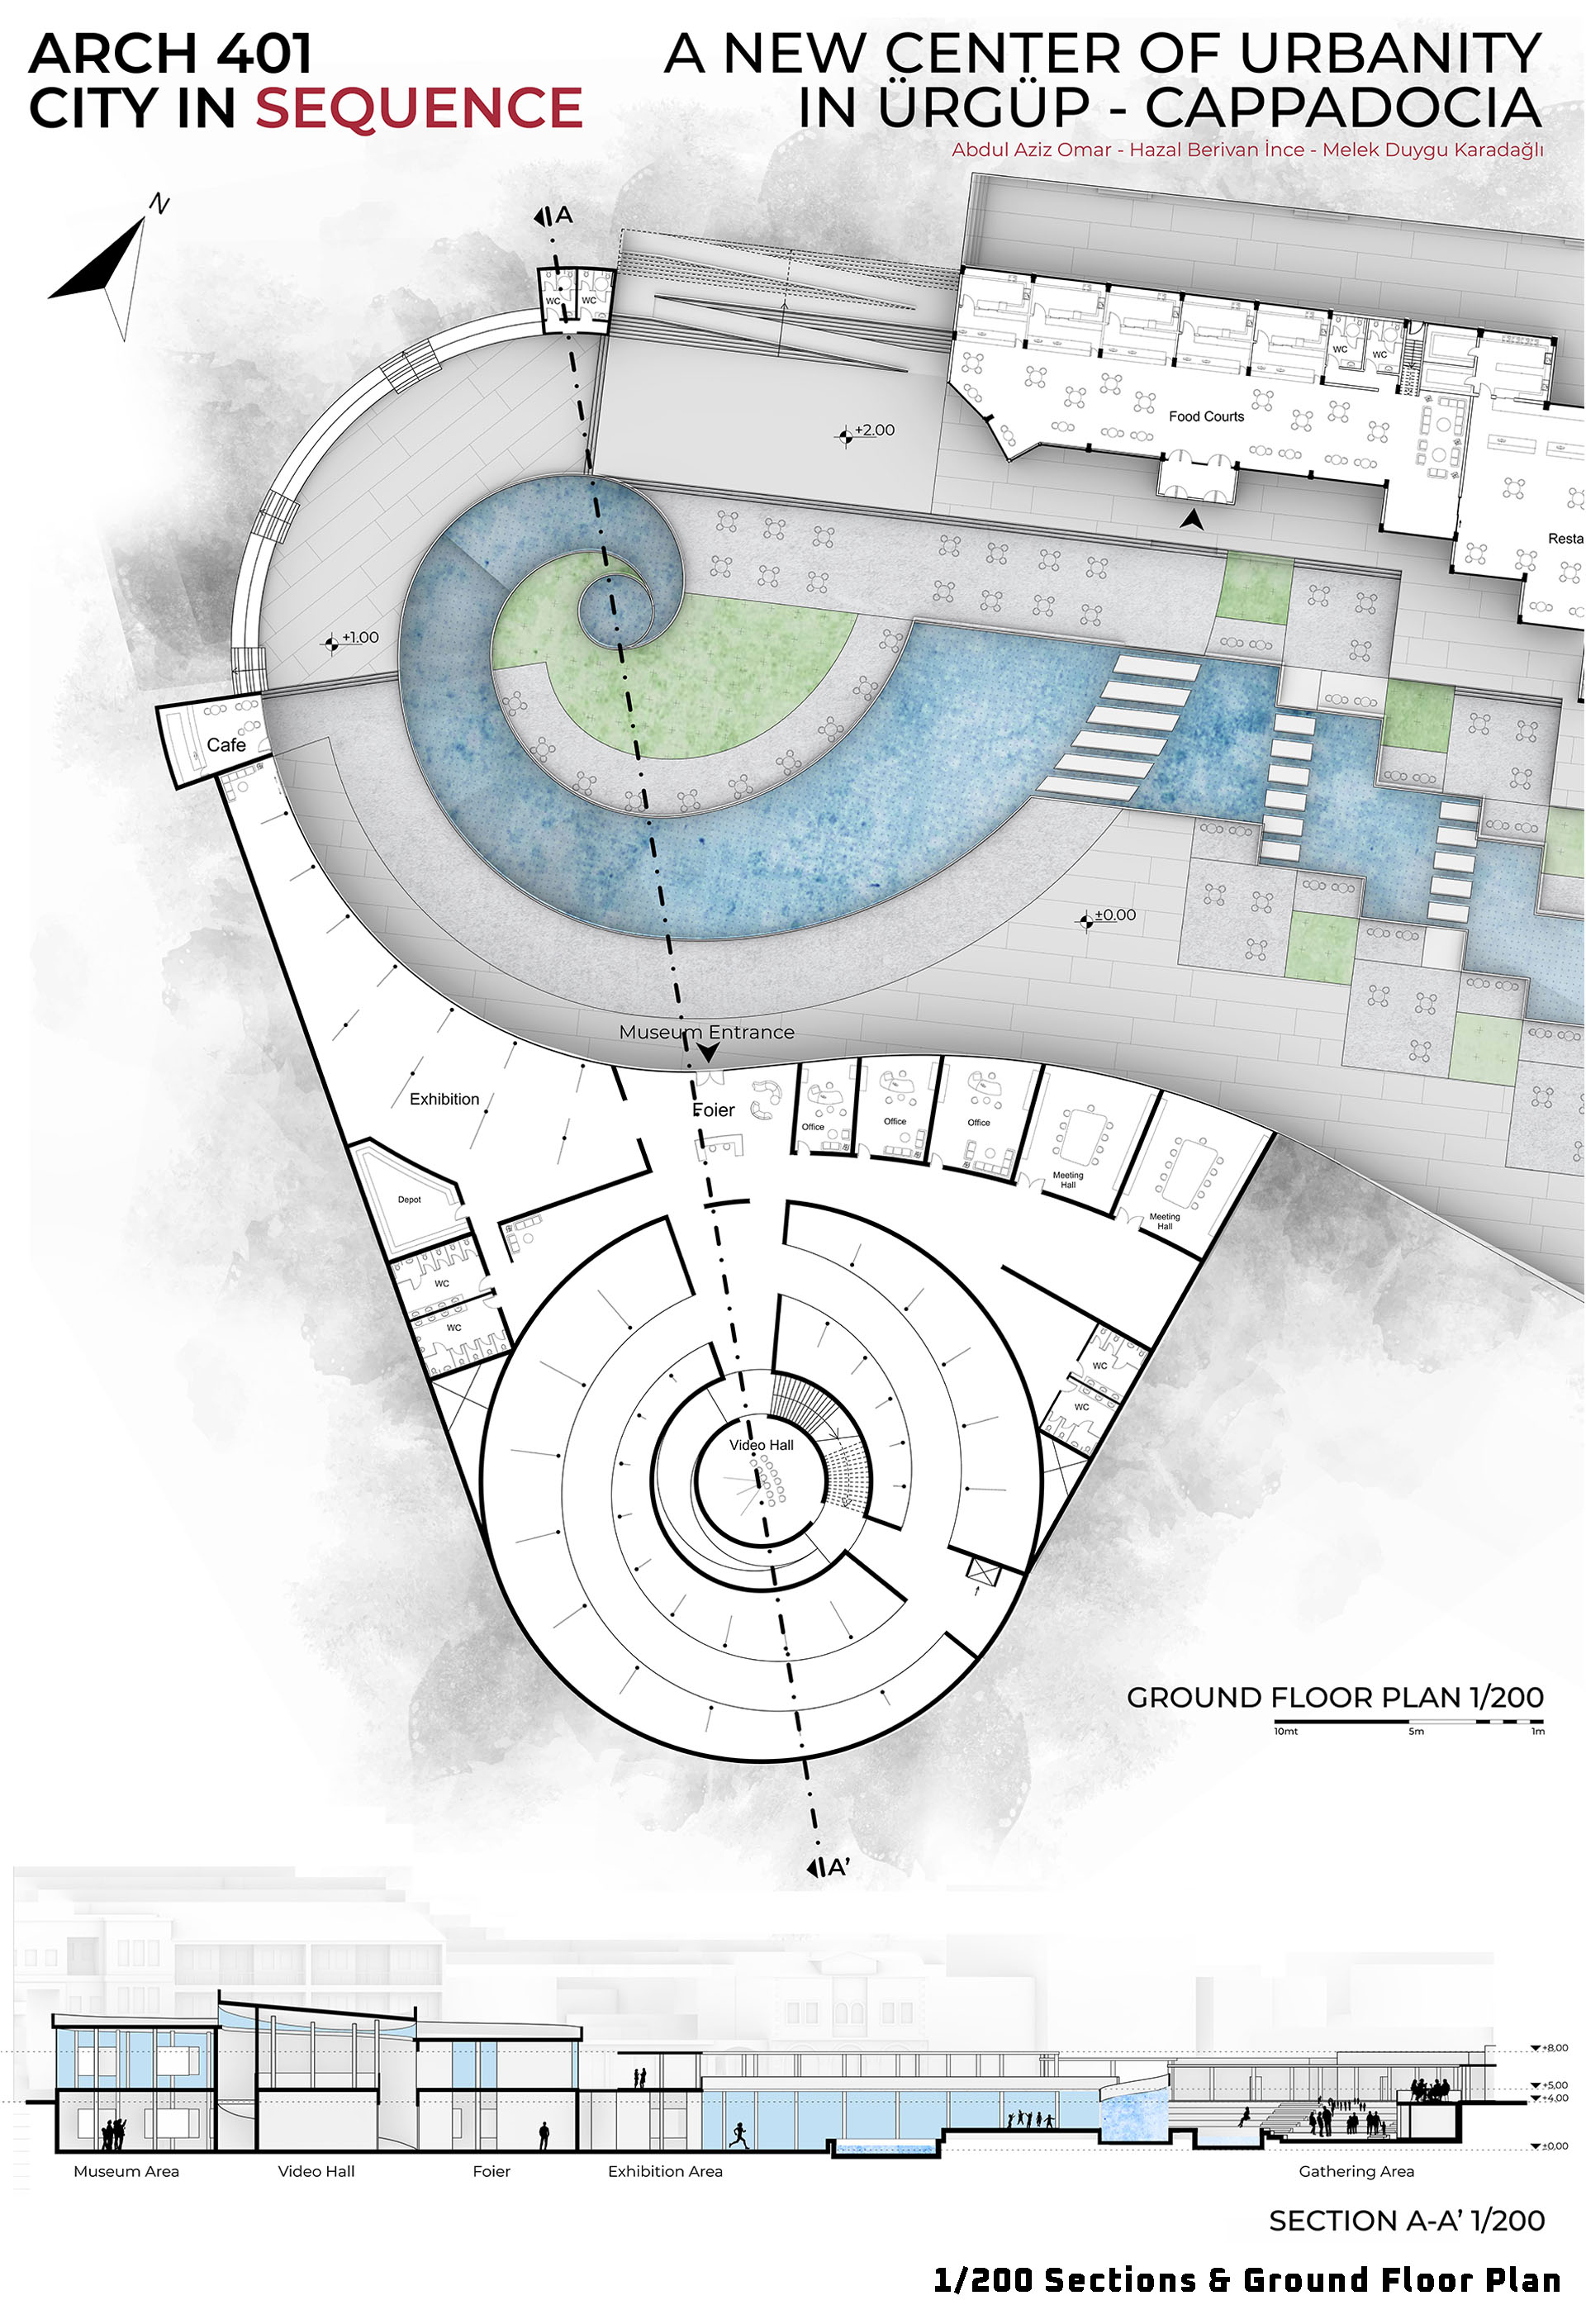 ARCH 401
CITY IN SEQUENCE
A NEW CENTER OF URBANITY
IN ÜRGÜP - CAPPADOCIA
Abdul Aziz Omar - Hazal Berivan İnce - Melek Duygu Karadağlı
N
A
WC
WC
WC
WC
Food Courts
+2.00
Resta
+1.00
Cafe
±0.00
Museum Entrance
Exhibition
Foier
Office
Office
Office
Meeting
Hall
Meeting
Hall
Depot
WC
WC
WC
WC
Video Hall
GROUND FLOOR PLAN 1/200
10mt 5m 1m
A'
+8,00
+5,00
+4,00
±0,00
Museum Area
Video Hall
Foier
Exhibition Area
Gathering Area
SECTION A-A' 1/200
1/200 Sections & Ground Floor Plan